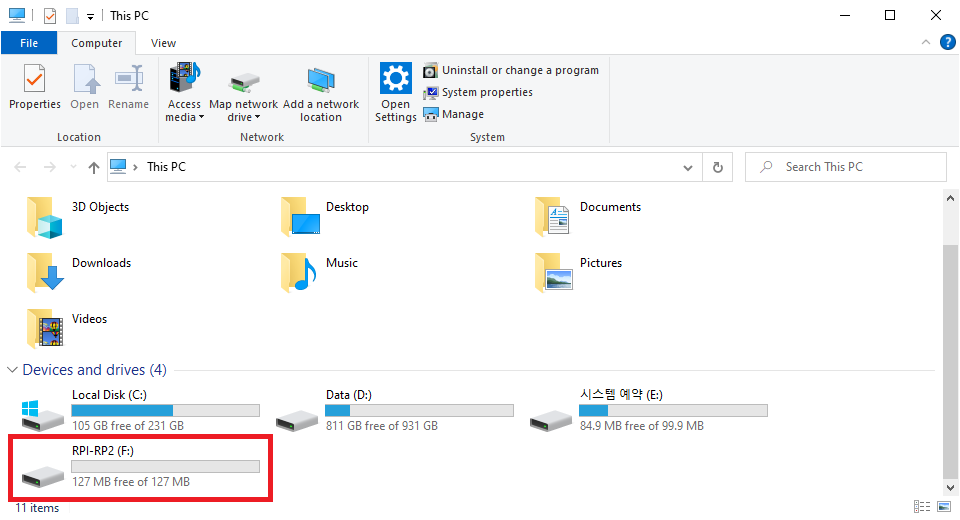 This PC
File Computer View
Properties Open Rename Access media Map network drive Add a network location Open Settings Uninstall or change a program
System properties
Manage
Location Network System
This PC Search This PC
3D Objects Desktop Documents
Downloads Music Pictures
Videos
Devices and drives (4)
Local Disk (C:) Data (D:) 시스템 예약 (E:)
105 GB free of 231 GB 811 GB free of 931 GB 84.9 MB free of 99.9 MB
RPI-RP2 (F:)
127 MB free of 127 MB
11 items